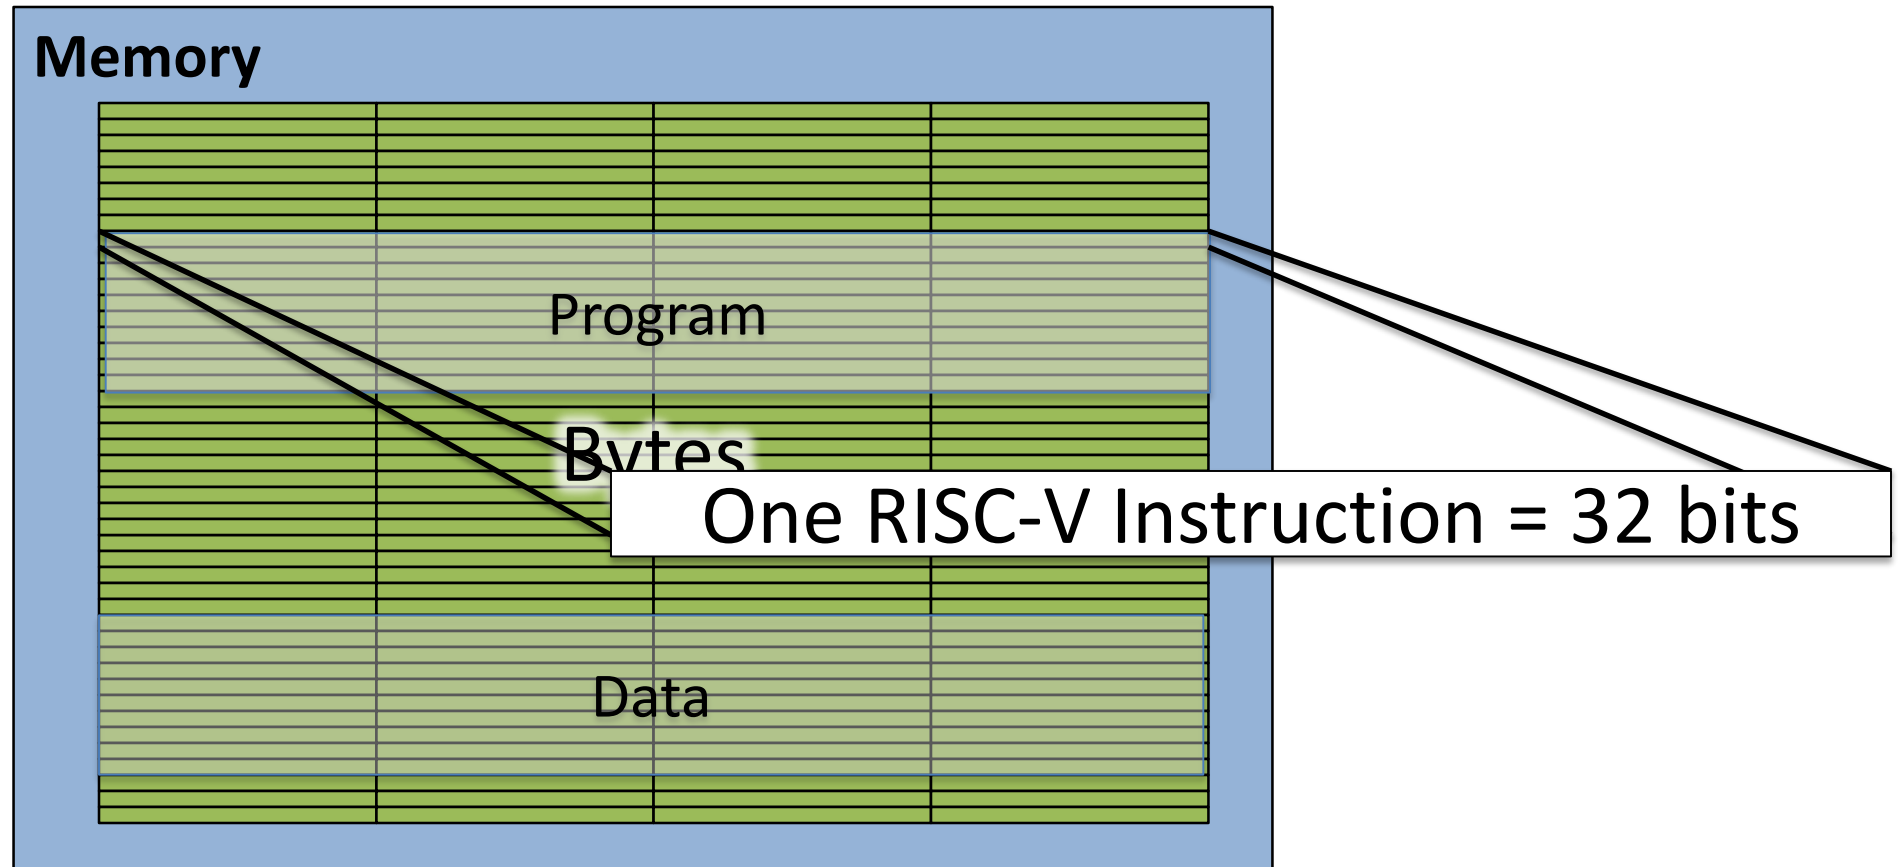 Memory
Program
Bytes
One RISC-V Instruction = 32 bits
Data